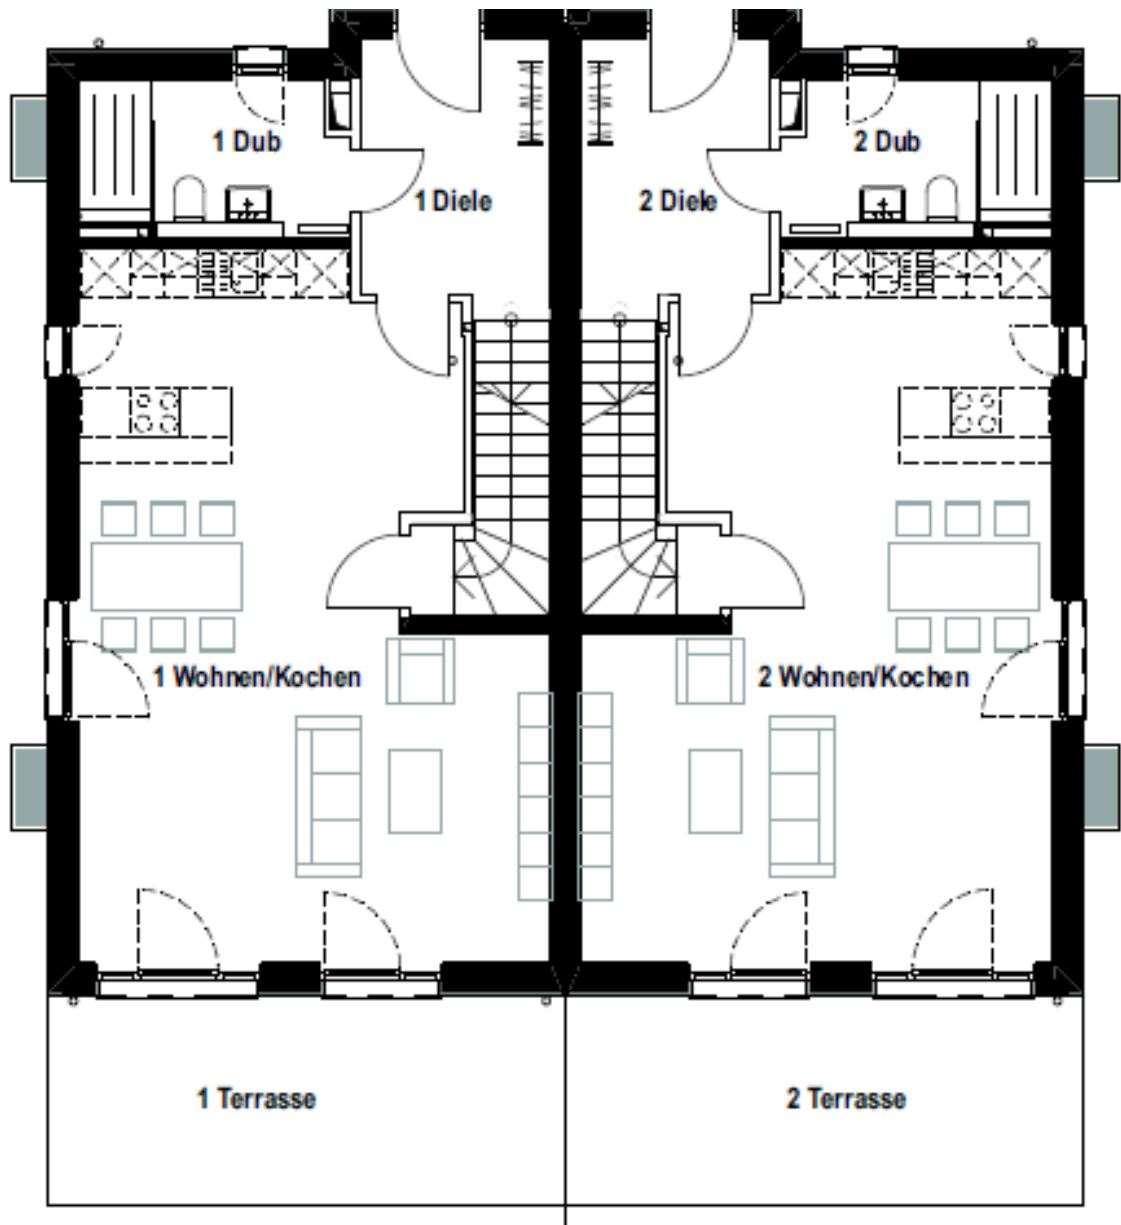 1 Dub
2 Dub
1 Diele
2 Diele
1 Wohnen/Kochen
2 Wohnen/Kochen
1 Terrasse
2 Terrasse